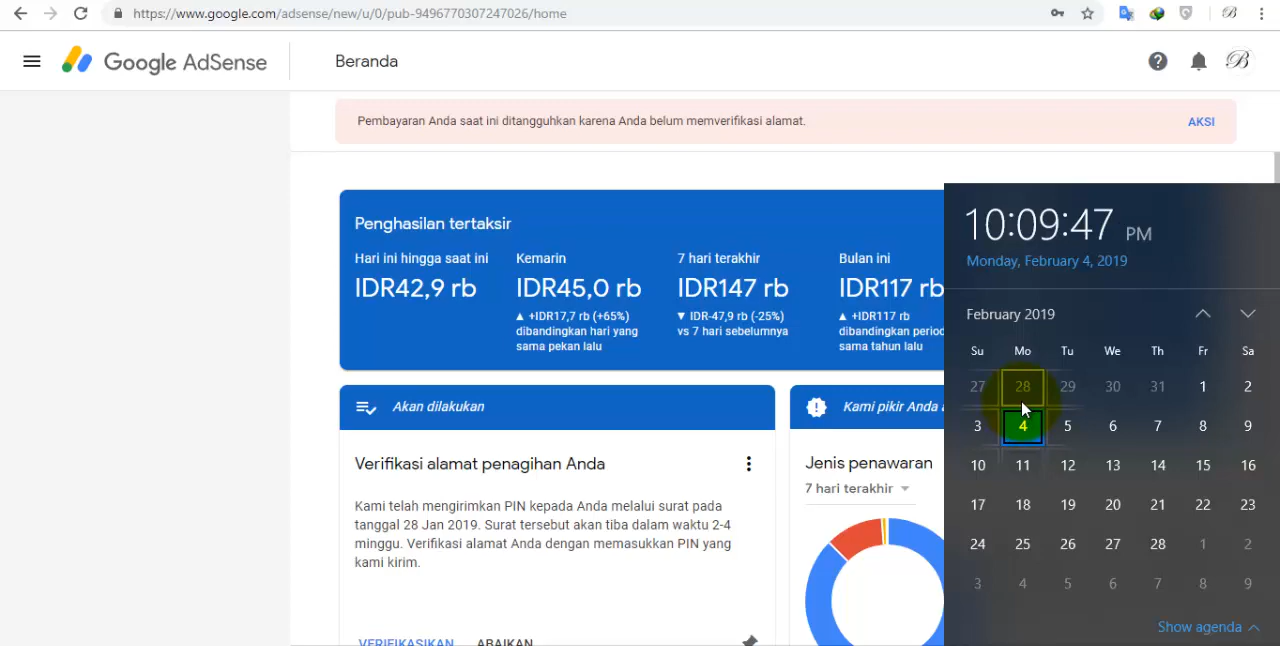 https://www.google.com/adsense/new/u/0/pub-9496770307247026/home
Google AdSense
Beranda
Pembayaran Anda saat ini ditangguhkan karena Anda belum memverifikasi alamat.
AKSI
Penghasilan tertaksir
Hari ini hingga saat ini
IDR42,9 rb
Kemarin
IDR45,0 rb
▲ +IDR17,7 rb (+65%)
dibandingkan hari yang
sama pekan lalu
7 hari terakhir
IDR147 rb
▼ IDR-47,9 rb (-25%)
vs 7 hari sebelumnya
Bulan ini
IDR117 rb
▲ +IDR117 rb
dibandingkan period
sama tahun lalu
Akan dilakukan
Verifikasi alamat penagihan Anda
Kami telah mengirimkan PIN kepada Anda melalui surat pada
tanggal 28 Jan 2019. Surat tersebut akan tiba dalam waktu 2-4
minggu. Verifikasi alamat Anda dengan memasukkan PIN yang
kami kirim.
VERIFIKASIKAN ABAIKAN
Kami pikir Anda a
Jenis penawaran
7 hari terakhir
10:09:47 PM
Monday, February 4, 2019
February 2019
Su Mo Tu We Th Fr Sa
27 28 29 30 31 1 2
3 4 5 6 7 8 9
10 11 12 13 14 15 16
17 18 19 20 21 22 23
24 25 26 27 28 1 2
3 4 5 6 7 8 9
Show agenda